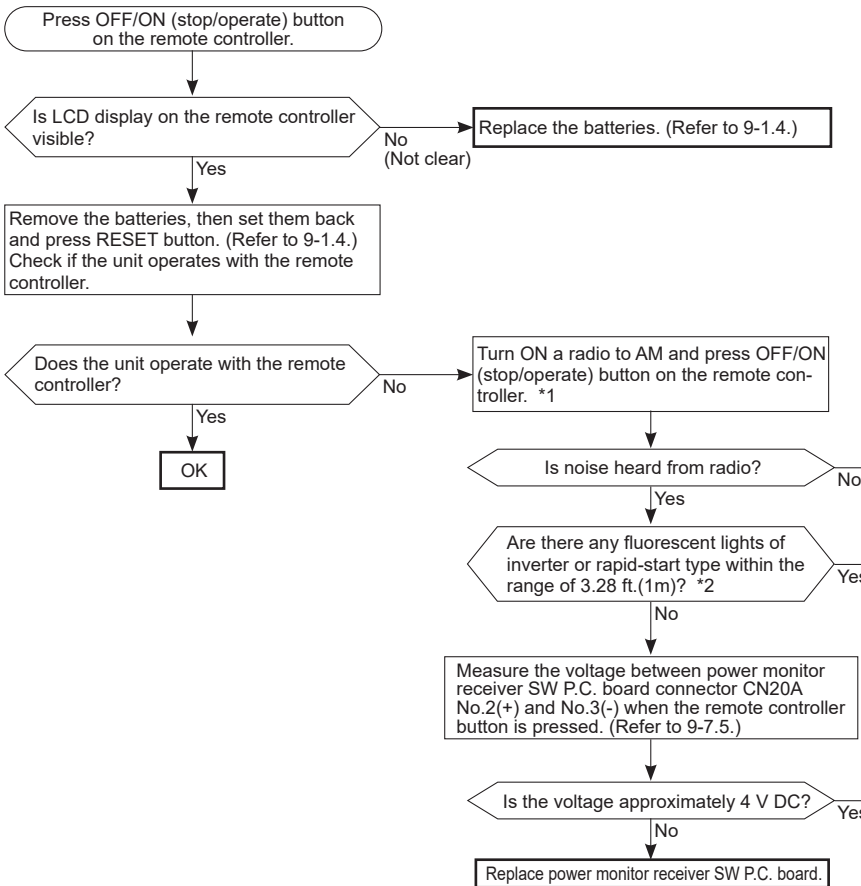 Press OFF/ON (stop/operate) button
on the remote controller.
Is LCD display on the remote controller
visible?
No
(Not clear)
Replace the batteries. (Refer to 9-1.4.)
Yes
Remove the batteries, then set them back
and press RESET button. (Refer to 9-1.4.)
Check if the unit operates with the remote
controller.
Does the unit operate with the remote
controller?
No
Yes
OK
Turn ON a radio to AM and press OFF/ON
(stop/operate) button on the remote con-
troller. *1
Is noise heard from radio?
No
Yes
Are there any fluorescent lights of
inverter or rapid-start type within the
range of 3.28 ft.(1m)? *2
Yes
No
Measure the voltage between power monitor
receiver SW P.C. board connector CN20A
No.2(+) and No.3(-) when the remote controller
button is pressed. (Refer to 9-7.5.)
Is the voltage approximately 4 V DC?
Yes
No
Replace power monitor receiver SW P.C. board.